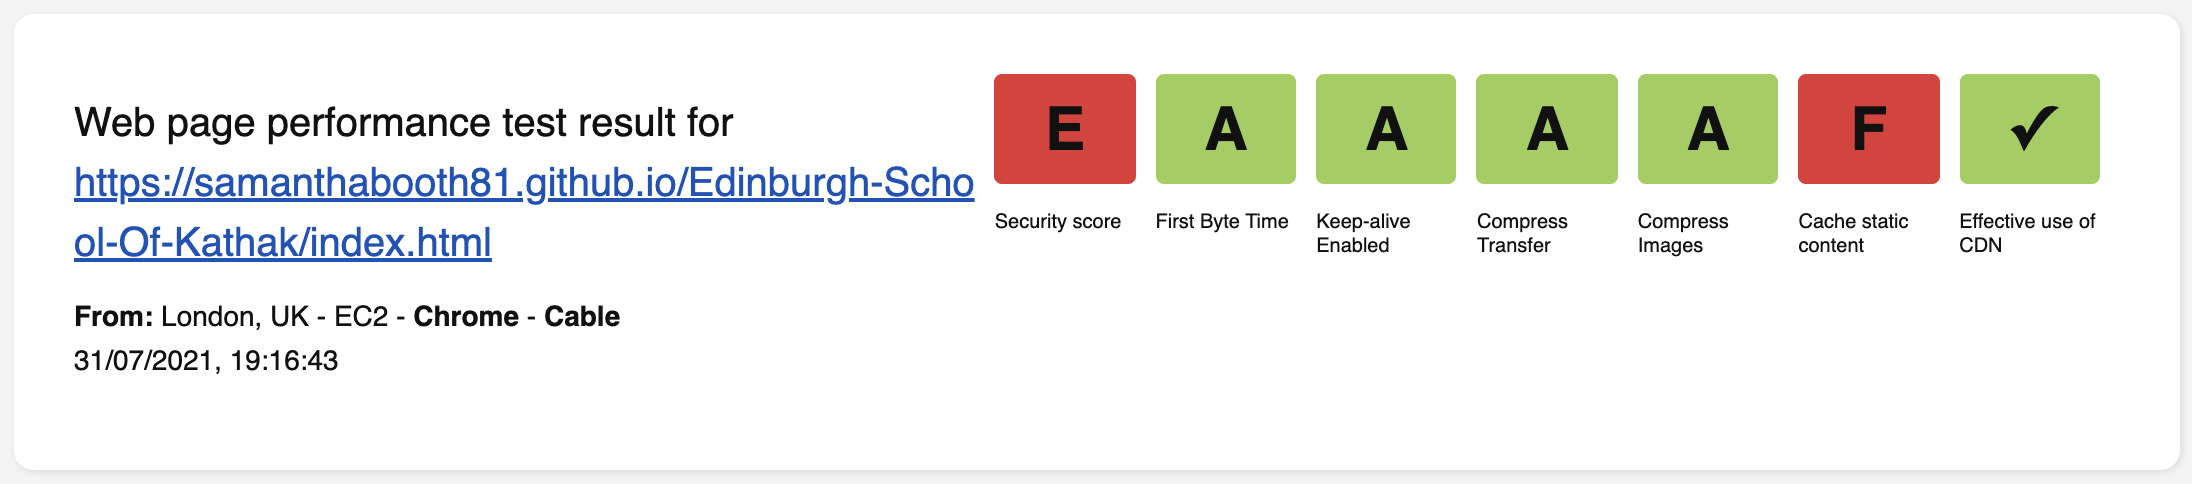 Web page performance test result for
https://samanthabooth81.github.io/Edinburgh-Scho
ol-Of-Kathak/index.html
From: London, UK - EC2 - Chrome - Cable
31/07/2021, 19:16:43
E
Security score
A
First Byte Time
A
Keep-alive
Enabled
A
Compress
Transfer
A
Compress
Images
F
Cache static
content
✓
Effective use of
CDN